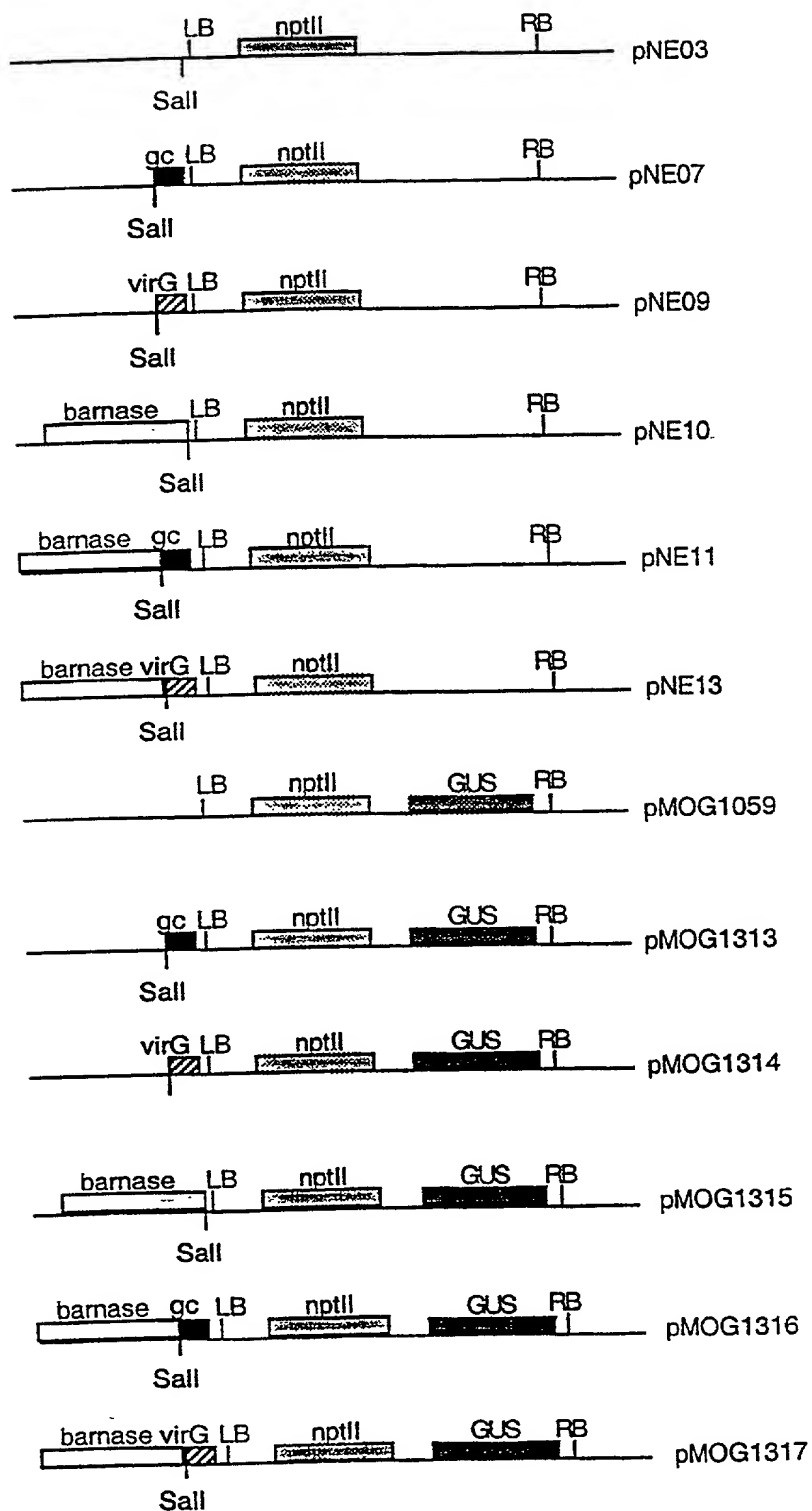 LB nptII RB
pNE03
SalI
gc LB nptII RB
pNE07
SalI
virG LB nptII RB
pNE09
SalI
barnase LB nptII RB
pNE10
SalI
barnase gc LB nptII RB
pNE11
SalI
barnase virG LB nptII RB
pNE13
SalI
LB nptII GUS RB
pMOG1059
gc LB nptII GUS RB
pMOG1313
SalI
virG LB nptII GUS RB
pMOG1314
barnase LB nptII GUS RB
pMOG1315
SalI
barnase gc LB nptII GUS RB
pMOG1316
SalI
barnase virG LB nptII GUS RB
pMOG1317
SalI